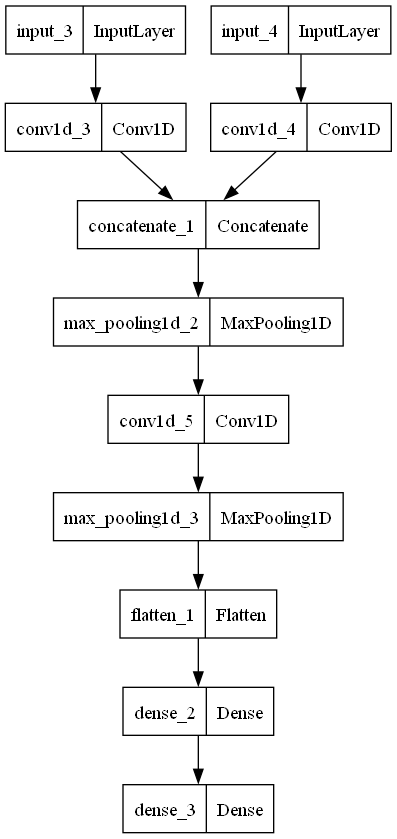 input_3 InputLayer input_4 InputLayer
conv1d_3 Conv1D conv1d_4 Conv1D
concatenate_1 Concatenate
max_pooling1d_2 MaxPooling1D
conv1d_5 Conv1D
max_pooling1d_3 MaxPooling1D
flatten_1 Flatten
dense_2 Dense
dense_3 Dense